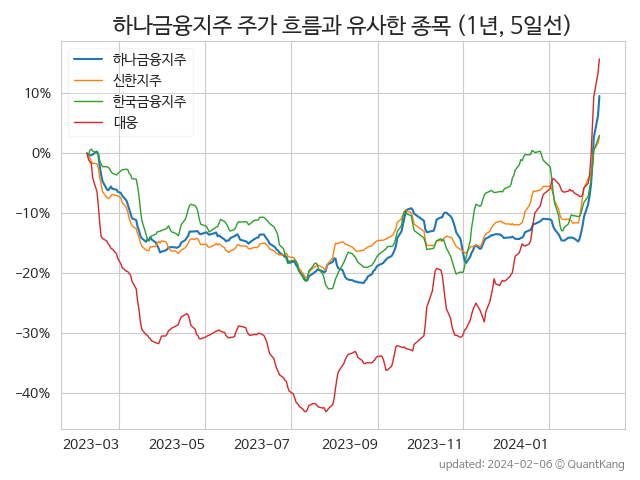 하나금융지주 주가 흐름과 유사한 종목 (1년, 5일선)
하나금융지주
신한지주
한국금융지주
대웅
10%
0%
−10%
−20%
−30%
−40%
2023-03 2023-05 2023-07 2023-09 2023-11 2024-01
updated: 2024-02-06 © QuantKang